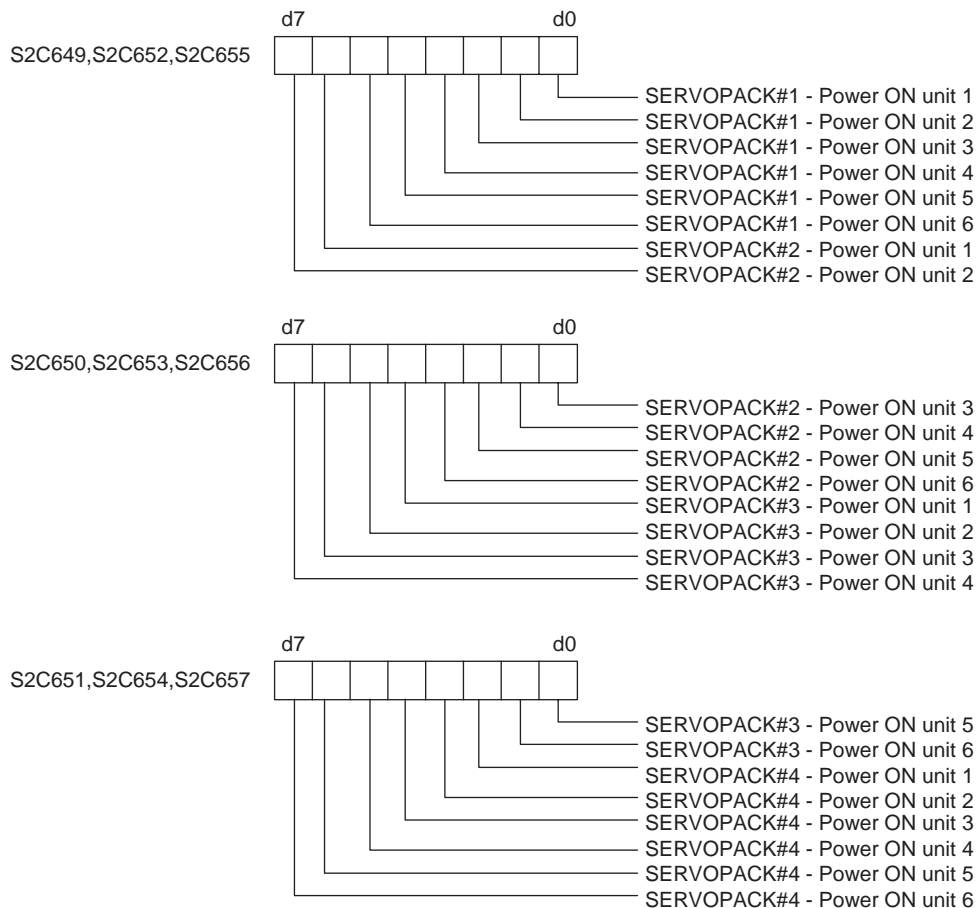 d7 d0
S2C649,S2C652,S2C655
SERVOPACK#1 - Power ON unit 1
SERVOPACK#1 - Power ON unit 2
SERVOPACK#1 - Power ON unit 3
SERVOPACK#1 - Power ON unit 4
SERVOPACK#1 - Power ON unit 5
SERVOPACK#1 - Power ON unit 6
SERVOPACK#2 - Power ON unit 1
SERVOPACK#2 - Power ON unit 2
d7 d0
S2C650,S2C653,S2C656
SERVOPACK#2 - Power ON unit 3
SERVOPACK#2 - Power ON unit 4
SERVOPACK#2 - Power ON unit 5
SERVOPACK#2 - Power ON unit 6
SERVOPACK#3 - Power ON unit 1
SERVOPACK#3 - Power ON unit 2
SERVOPACK#3 - Power ON unit 3
SERVOPACK#3 - Power ON unit 4
d7 d0
S2C651,S2C654,S2C657
SERVOPACK#3 - Power ON unit 5
SERVOPACK#3 - Power ON unit 6
SERVOPACK#4 - Power ON unit 1
SERVOPACK#4 - Power ON unit 2
SERVOPACK#4 - Power ON unit 3
SERVOPACK#4 - Power ON unit 4
SERVOPACK#4 - Power ON unit 5
SERVOPACK#4 - Power ON unit 6